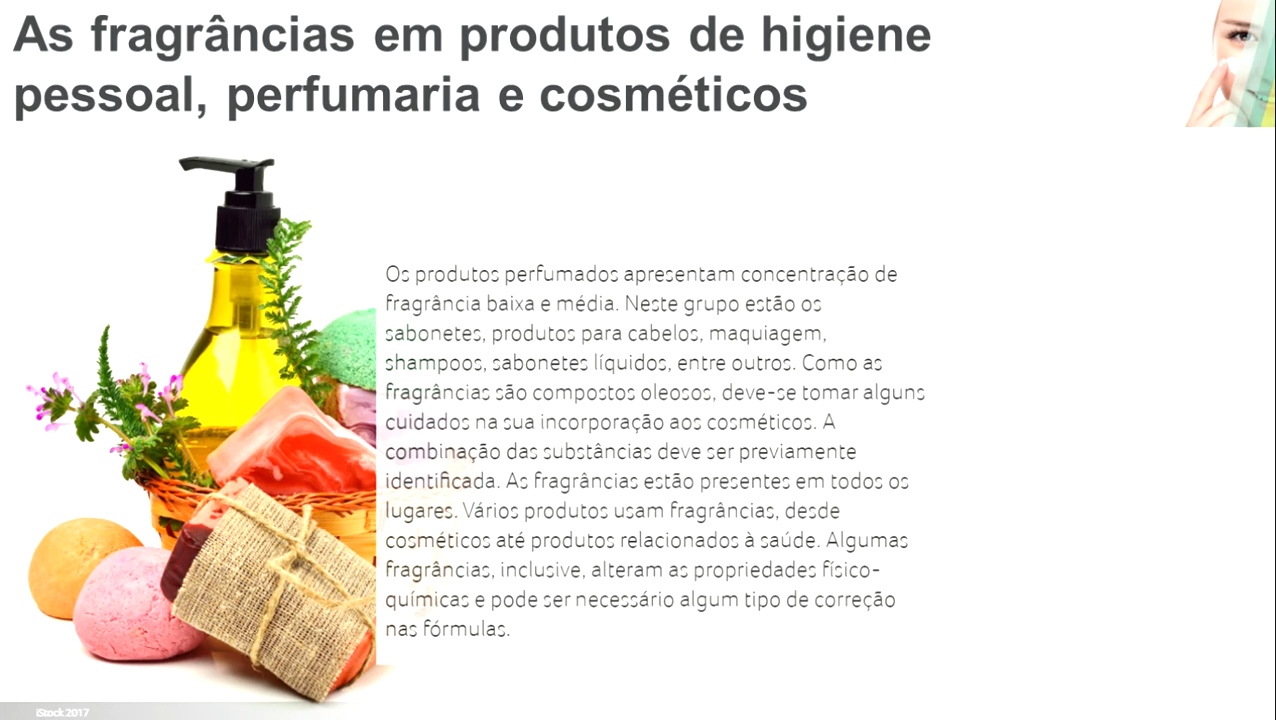 As fragrâncias em produtos de higiene
pessoal, perfumaria e cosméticos
Os produtos perfumados apresentam concentração de
fragrância baixa e média. Neste grupo estão os
sabonetes, produtos para cabelos, maquiagem,
shampoos, sabonetes líquidos, entre outros. Como as
fragrâncias são compostos oleosos, deve-se tomar alguns
cuidados na sua incorporação aos cosméticos. A
combinação das substâncias deve ser previamente
identificada. As fragrâncias estão presentes em todos os
lugares. Vários produtos usam fragrâncias, desde
cosméticos até produtos relacionados à saúde. Algumas
fragrâncias, inclusive, alteram as propriedades físico-
químicas e pode ser necessário algum tipo de correção
nas fórmulas.
iStock 2017